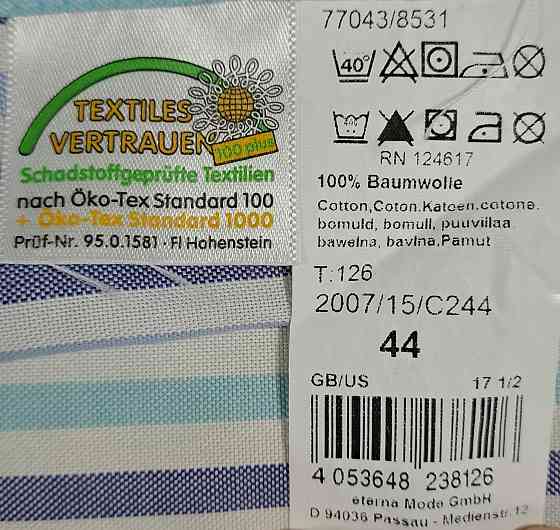 TEXTILES
VERTRAUEN
100 plus
Schadstoffgeprüfte Textilien
nach Öko-Tex Standard 100
+ Öko-Tex Standard 1000
Prüf-Nr. 95.0.1581 · FI Hohenstein
77043/8531
40°
RN 124617
100% Baumwolle
Cotton,Coton.Katoen.cotone.
bomuld, bomull, puuvillaa
bawełna, bavlna,Pamut
T:126
2007/15/C244
44
GB/US 17 1/2
4 053648 238126
eterna Mode GmbH
D 94036 Passau - Medienstr.12